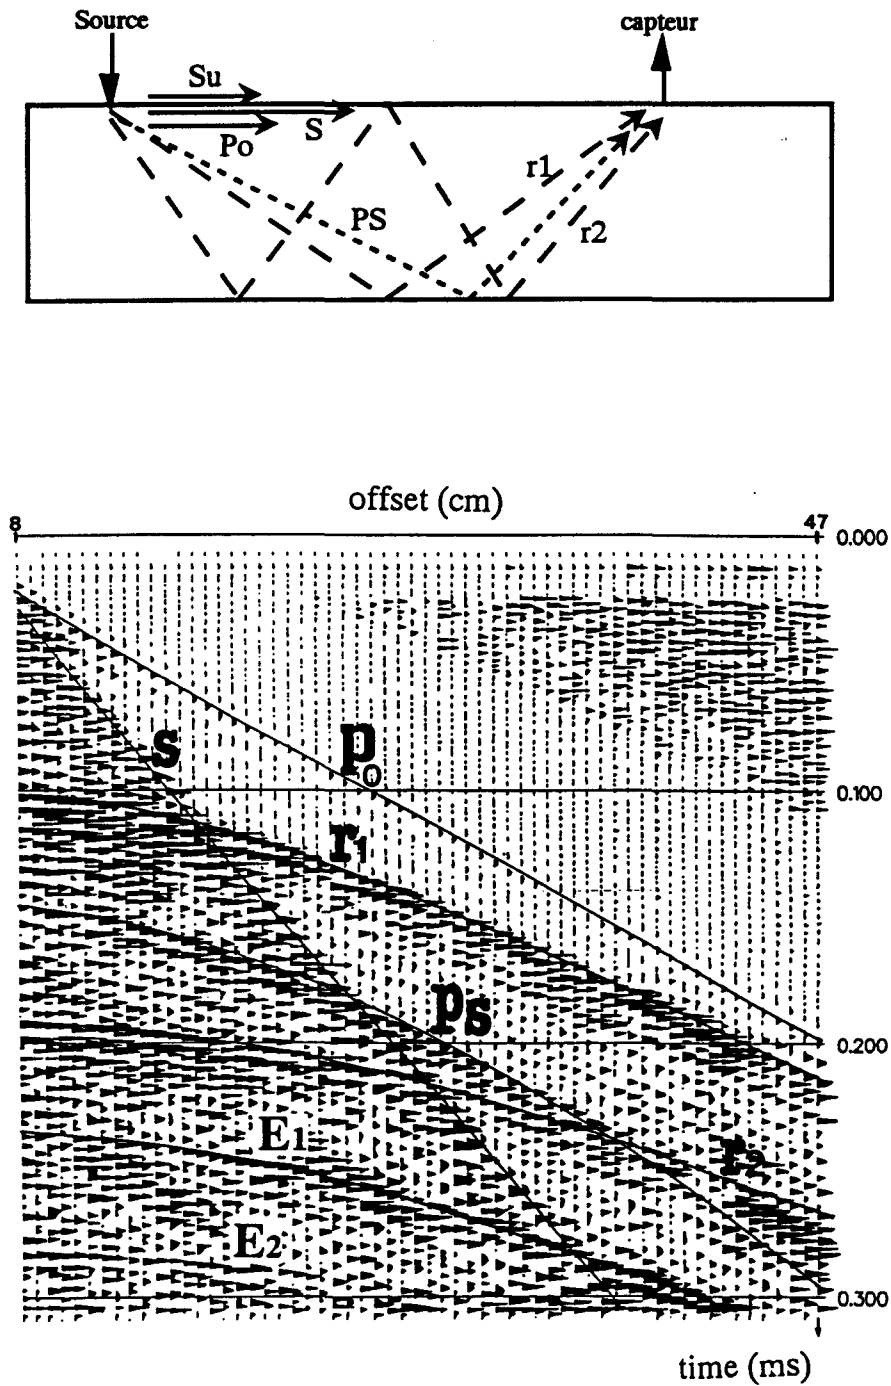 Source capteur
Su
S
Po
r1
PS
r2
offset (cm)
8 47
0.000
s
p0
0.100
r1
ps
0.200
E1
r2
E2
0.300
time (ms)